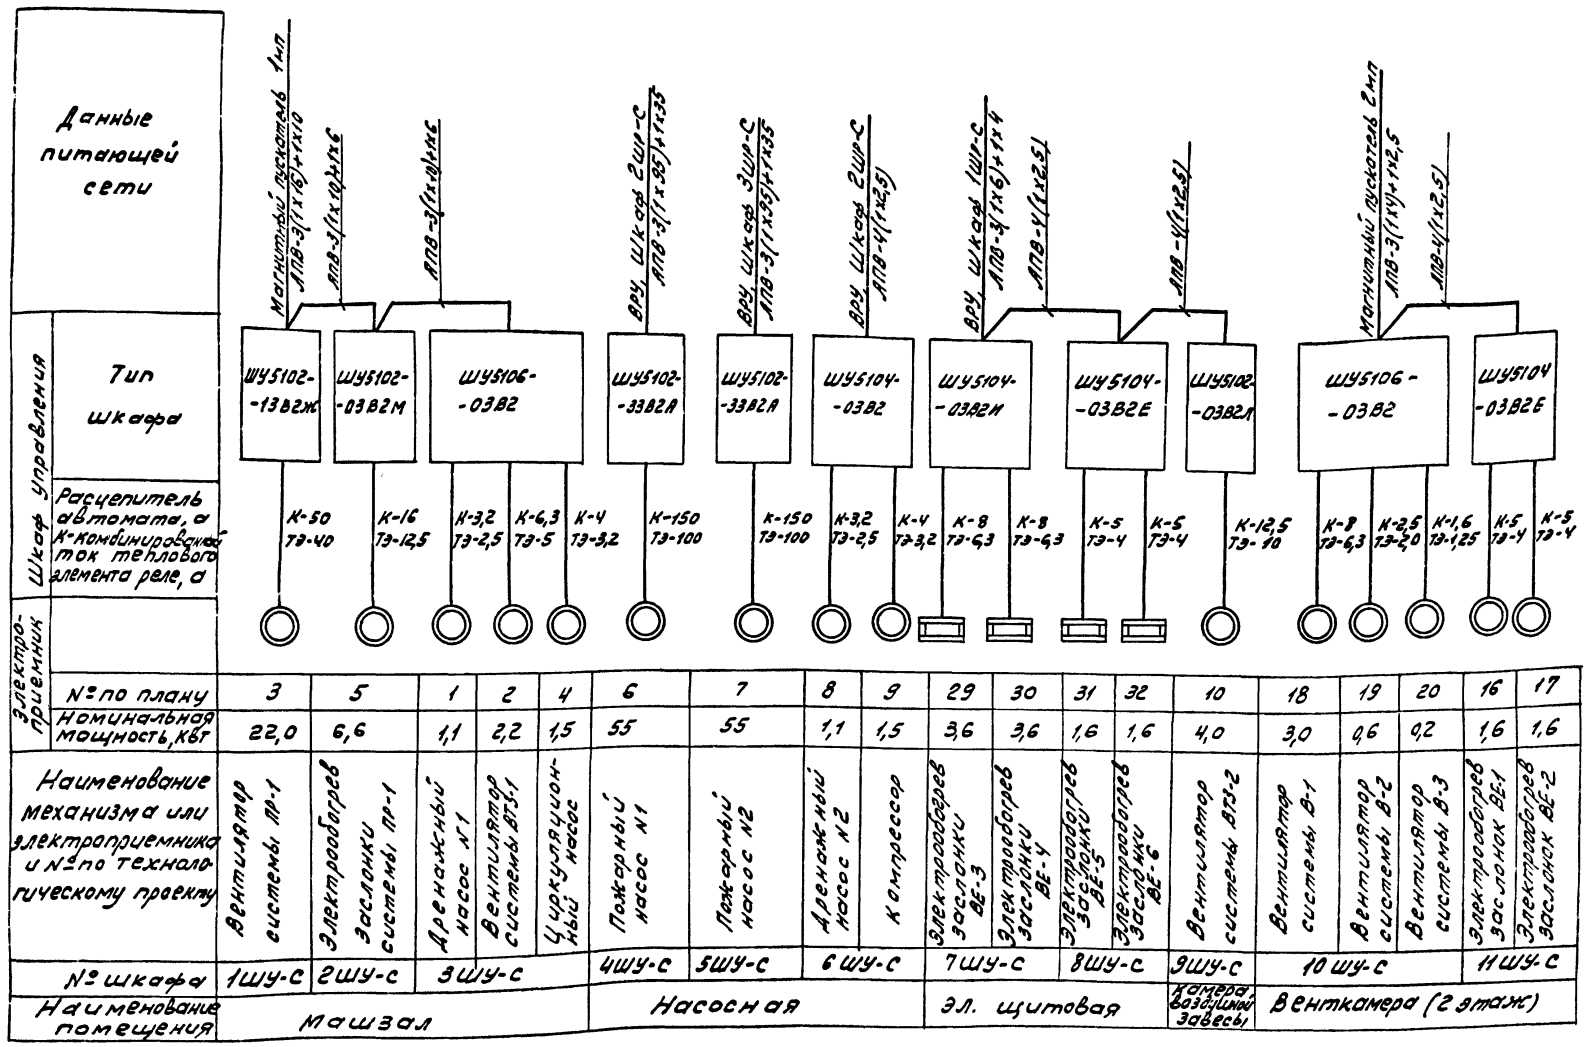 Данные
питающей
сети
Магнитный пускатель 1мп
АПВ-3(1х16)+1х10
АПВ-3(1х10)+1х6
АПВ-3(1х10)+1х6
ВРУ, шкаф 2ШР-С
АПВ-3(1х95)+1х35
ВРУ, шкаф 3ШР-С
АПВ-3(1х95)+1х35
ВРУ, шкаф 2ШР-С
АПВ-4(1х2,5)
ВРУ, шкаф 1ШР-С
АПВ-3(1х6)+1х4
АПВ-4(1х2,5)
АПВ-4(1х2,5)
Магнитный пускатель 2мп
АПВ-3(1х4)+1х2,5
АПВ-4(1х2,5)
Шкаф управления
Тип
шкафа
ШУ5102-
-13В2Ж
ШУ5102-
-03В2М
ШУ5106-
-03В2
ШУ5102-
-33В2А
ШУ5102-
-33В2А
ШУ5104-
-03В2
ШУ5104-
-03В2И
ШУ5104-
-03В2Е
ШУ5102-
-03В2Л
ШУ5106-
-03В2
ШУ5104
-03В2Е
Расцепитель
автомата, а
К-комбинированный
ток теплового
элемента реле, а
К-50
ТЭ-40
К-16
ТЭ-12,5
К-3,2
ТЭ-2,5
К-6,3
ТЭ-5
К-4
ТЭ-3,2
К-150
ТЭ-100
К-150
ТЭ-100
К-3,2
ТЭ-2,5
К-4
ТЭ-3,2
К-8
ТЭ-6,3
К-8
ТЭ-6,3
К-5
ТЭ-4
К-5
ТЭ-4
К-12,5
ТЭ-10
К-8
ТЭ-6,3
К-2,5
ТЭ-2,0
К-1,6
ТЭ-1,25
К-5
ТЭ-4
К-5
ТЭ-4
Электро-
приемник
№ по плану 3 5 1 2 4 6 7 8 9 29 30 31 32 10 18 19 20 16 17
Номинальная
мощность, кВт 22,0 6,6 1,1 2,2 1,5 55 55 1,1 1,5 3,6 3,6 1,6 1,6 4,0 3,0 0,6 0,2 1,6 1,6
Наименование
механизма или
электроприемника
и № по техноло-
гическому проекту
Вентилятор
системы ПР-1
Электрообогрев
заслонки
системы ПР-1
Дренажный
насос №1
Вентилятор
системы ВТЗ-1
Циркуляцион-
ный насос
Пожарный
насос №1
Пожарный
насос №2
Дренажный
насос №2
Компрессор
Электрообогрев
заслонки
ВЕ-3
Электрообогрев
заслонки
ВЕ-4
Электрообогрев
заслонки
ВЕ-5
Электрообогрев
заслонки
ВЕ-6
Вентилятор
системы ВТЗ-2
Вентилятор
системы В-1
Вентилятор
системы В-2
Вентилятор
системы В-3
Электрообогрев
заслонок ВЕ-1
Электрообогрев
заслонок ВЕ-2
№ шкафа 1ШУ-С 2ШУ-С 3ШУ-С 4ШУ-С 5ШУ-С 6ШУ-С 7ШУ-С 8ШУ-С 9ШУ-С 10ШУ-С 11ШУ-С
Наименование
помещения
Машзал
Насосная
Эл. щитовая
Камера
воздушной
завесы
Венткамера (2 этаж)